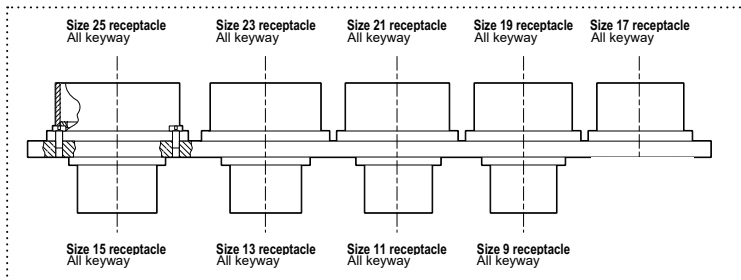 Size 25 receptacle
All keyway
Size 23 receptacle
All keyway
Size 21 receptacle
All keyway
Size 19 receptacle
All keyway
Size 17 receptacle
All keyway
Size 15 receptacle
All keyway
Size 13 receptacle
All keyway
Size 11 receptacle
All keyway
Size 9 receptacle
All keyway